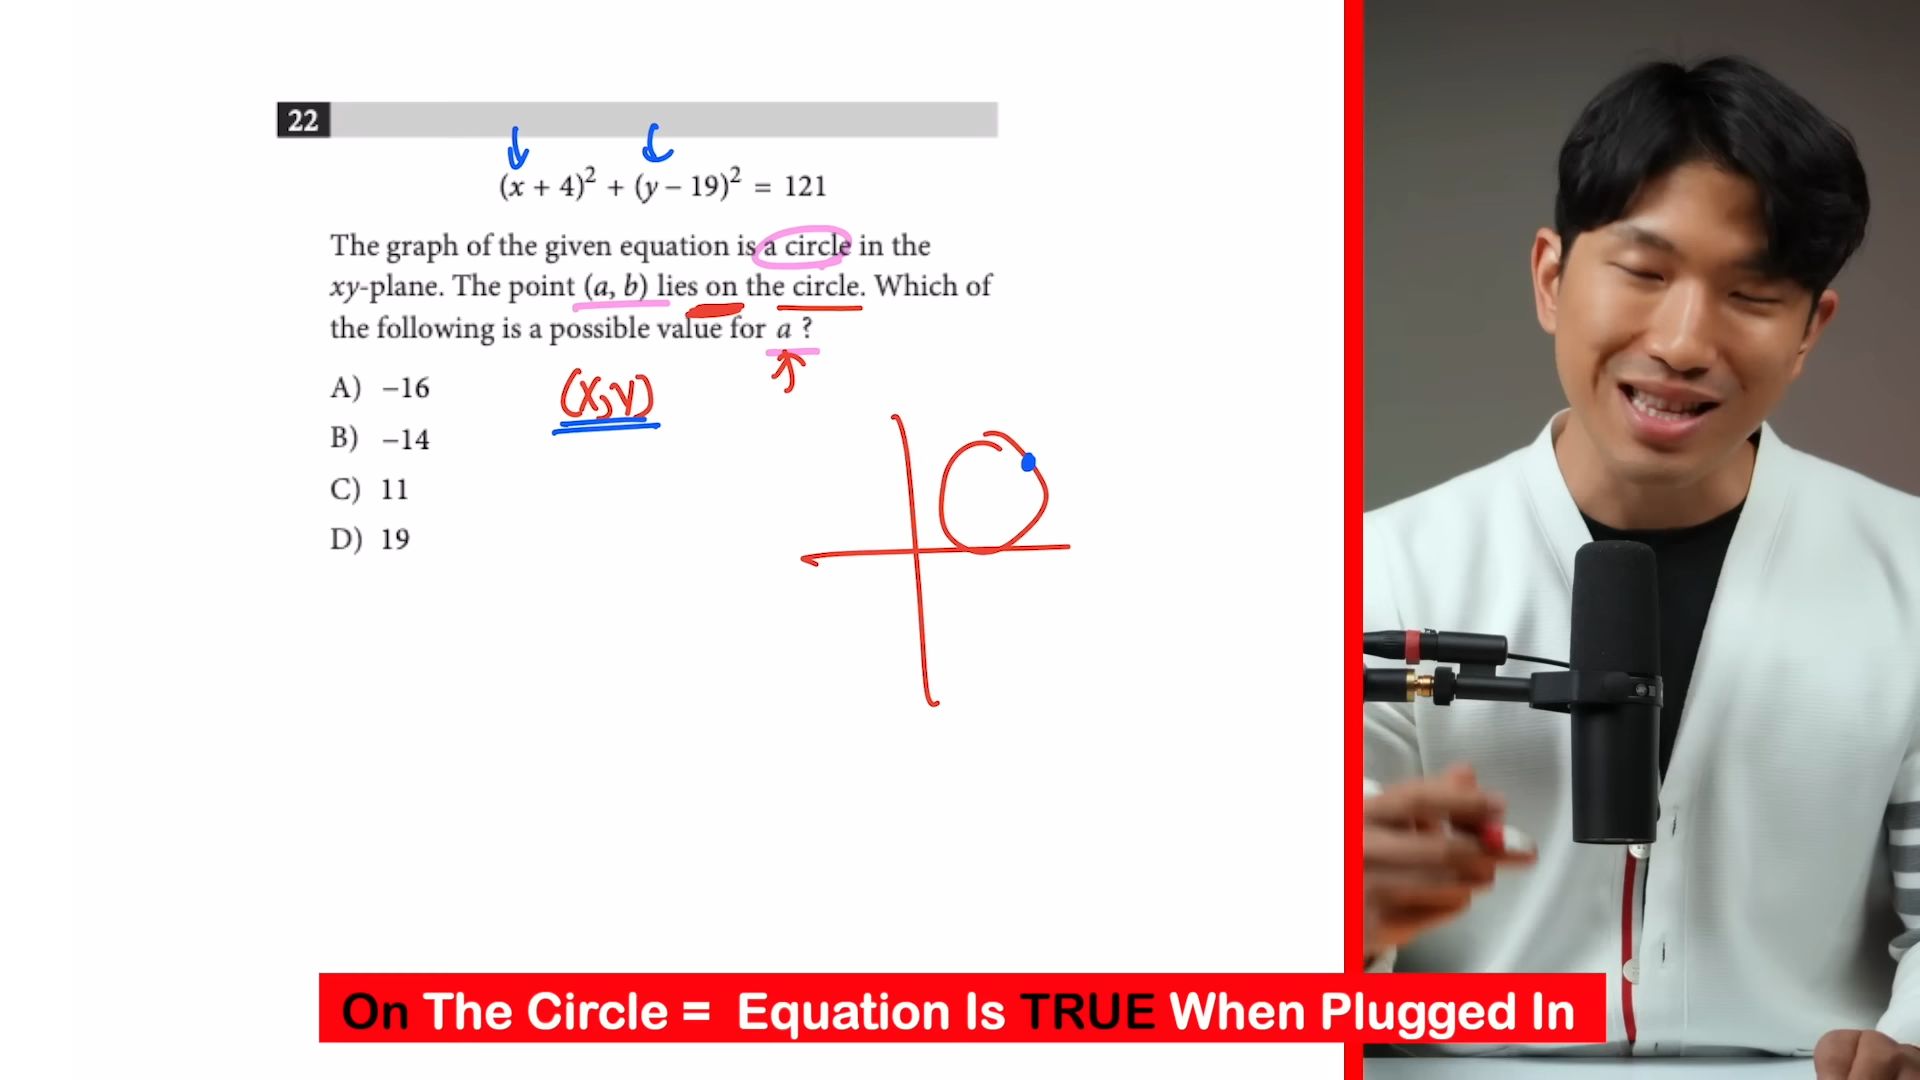 22
(x + 4)² + (y – 19)² = 121
The graph of the given equation is a circle in the
xy-plane. The point (a, b) lies on the circle. Which of
the following is a possible value for a ?
A) –16
(x,y)
B) –14
C) 11
D) 19
On The Circle = Equation Is TRUE When Plugged In